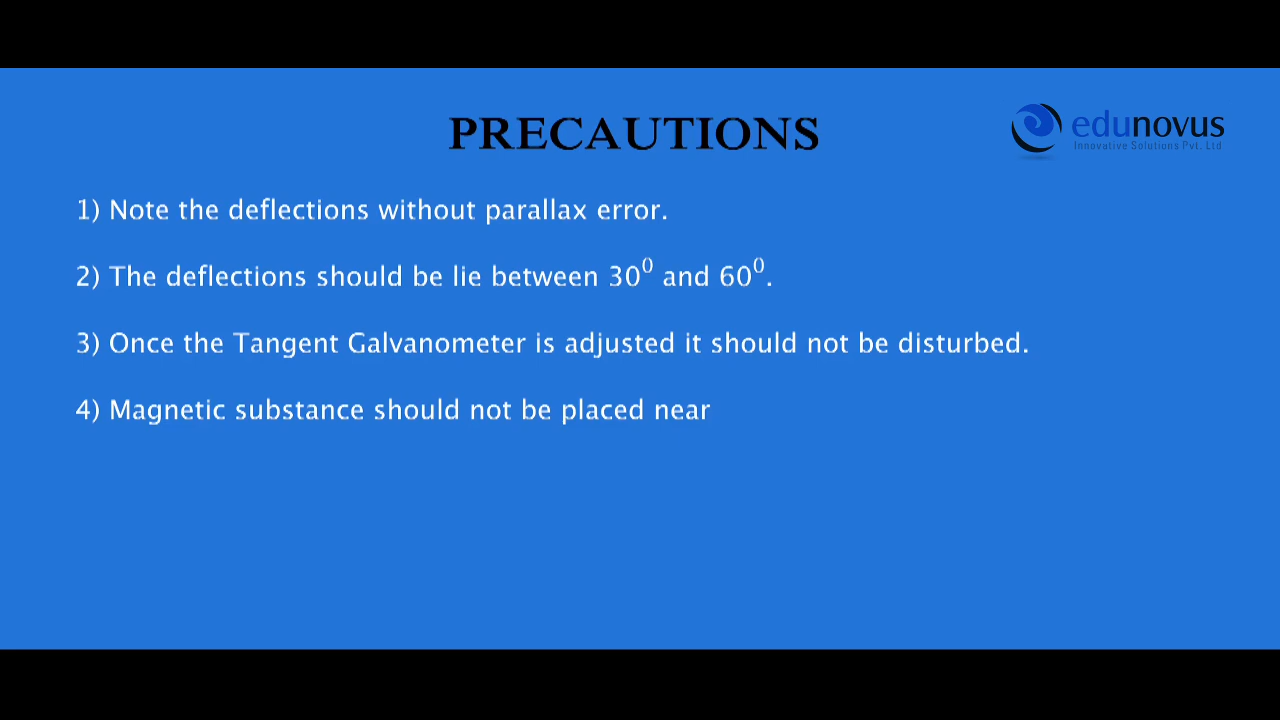 PRECAUTIONS
edunovus
Innovative Solutions Pvt. Ltd
1) Note the deflections without parallax error.
2) The deflections should be lie between 30⁰ and 60⁰.
3) Once the Tangent Galvanometer is adjusted it should not be disturbed.
4) Magnetic substance should not be placed near